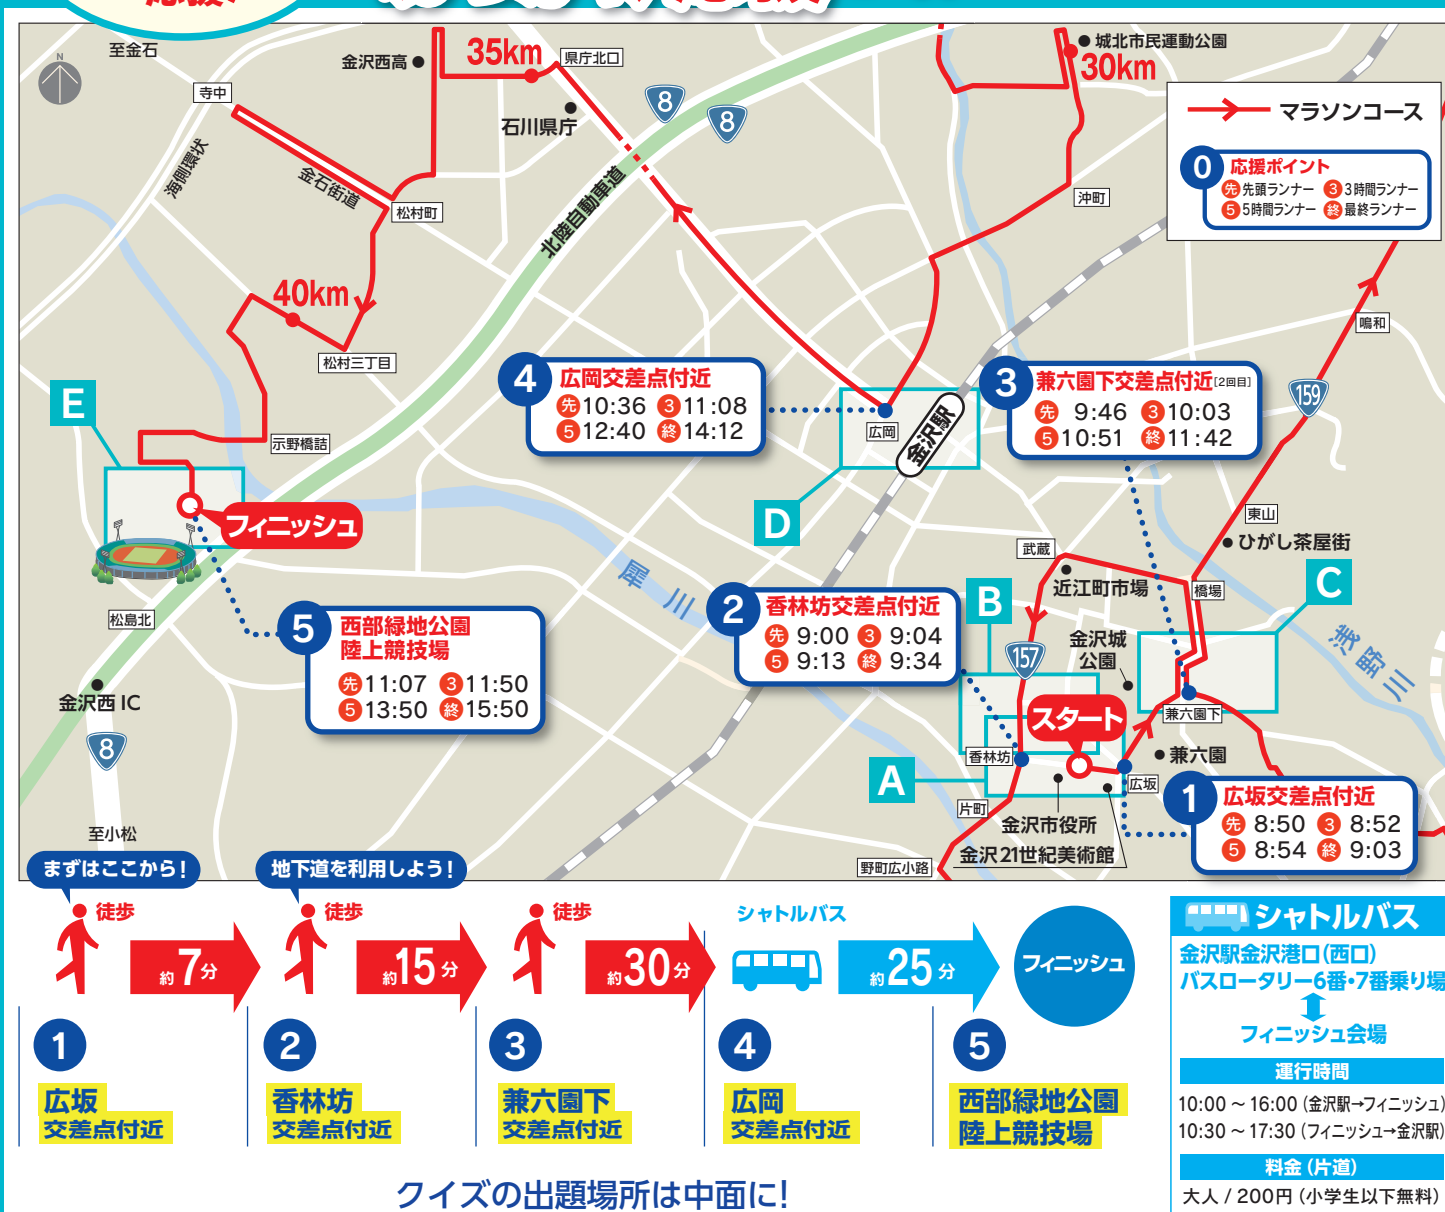 N
至金石
寺中
海側環状
金石街道
金沢西高
35km
県庁北口
石川県庁
8
8
城北市民運動公園
30km
マラソンコース
0 応援ポイント
先 先頭ランナー 3 3時間ランナー
5 5時間ランナー 終 最終ランナー
沖町
松村町
北陸自動車道
40km
松村三丁目
鳴和
159
4 広岡交差点付近
先 10:36 3 11:08
5 12:40 終 14:12
広岡
金沢駅
3 兼六園下交差点付近[2回目]
先 9:46 3 10:03
5 10:51 終 11:42
E
示野橋詰
フィニッシュ
D
東山
ひがし茶屋街
武蔵
近江町市場
橋場
C
B
犀川
浅野川
松島北
2 香林坊交差点付近
先 9:00 3 9:04
5 9:13 終 9:34
157
金沢城
公園
5 西部緑地公園
陸上競技場
先 11:07 3 11:50
5 13:50 終 15:50
金沢西IC
8
至小松
スタート
兼六園下
香林坊
兼六園
A
広坂
片町
金沢市役所
金沢21世紀美術館
野町広小路
1 広坂交差点付近
先 8:50 3 8:52
5 8:54 終 9:03
まずはここから!
地下道を利用しよう!
徒歩
約7分
徒歩
約15分
徒歩
約30分
シャトルバス
約25分
フィニッシュ
1
広坂
交差点付近
2
香林坊
交差点付近
3
兼六園下
交差点付近
4
広岡
交差点付近
5
西部緑地公園
陸上競技場
シャトルバス
金沢駅金沢港口(西口)
バスロータリー6番・7番乗り場
フィニッシュ会場
運行時間
10:00～16:00(金沢駅→フィニッシュ)
10:30～17:30(フィニッシュ→金沢駅)
料金(片道)
大人/200円(小学生以下無料)
クイズの出題場所は中面に!